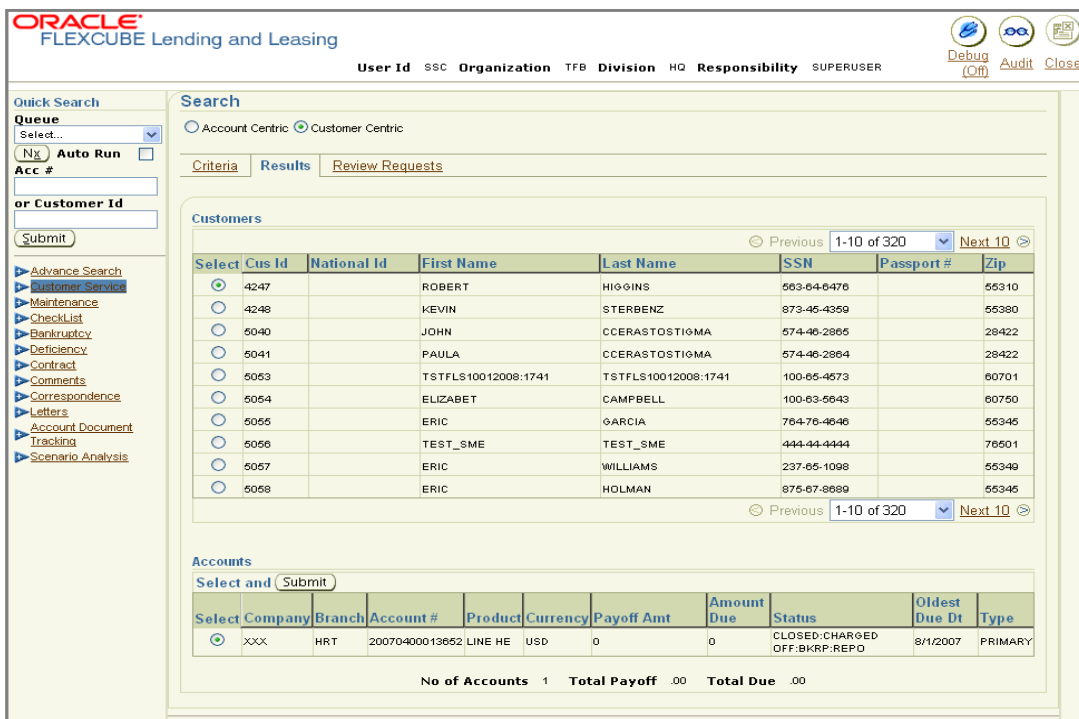 ORACLE
FLEXCUBE Lending and Leasing
User Id SSC Organization TFB Division HQ Responsibility SUPERUSER
Debug (Off) Audit Close
Quick Search
Queue
Select...
Nx Auto Run
Acc #
or Customer Id
Submit
Advance Search
Customer Service
Maintenance
CheckList
Bankruptcy
Deficiency
Contract
Comments
Correspondence
Letters
Account Document
Tracking
Scenario Analysis
Search
Account Centric Customer Centric
Criteria Results Review Requests
Customers
Previous 1-10 of 320 Next 10
Select Cus Id National Id First Name Last Name SSN Passport # Zip
4247 ROBERT HIGGINS 563-64-6476 55310
4248 KEVIN STERBENZ 873-45-4359 55380
5040 JOHN CCERASTOSTIGMA 574-46-2865 28422
5041 PAULA CCERASTOSTIGMA 574-46-2864 28422
5053 TSTFLS10012008:1741 TSTFLS10012008:1741 100-65-4573 60701
5054 ELIZABET CAMPBELL 100-63-5643 60750
5055 ERIC GARCIA 764-76-4646 55345
5056 TEST_SME TEST_SME 444-44-4444 76501
5057 ERIC WILLIAMS 237-65-1098 55349
5058 ERIC HOLMAN 875-67-8689 55345
Previous 1-10 of 320 Next 10
Accounts
Select and Submit
Select Company Branch Account # Product Currency Payoff Amt Amount Due Status Oldest Due Dt Type
XXX HRT 20070400013652 LINE HE USD 0 0 CLOSED:CHARGED OFF:BKRP:REPO 8/1/2007 PRIMARY
No of Accounts 1 Total Payoff .00 Total Due .00